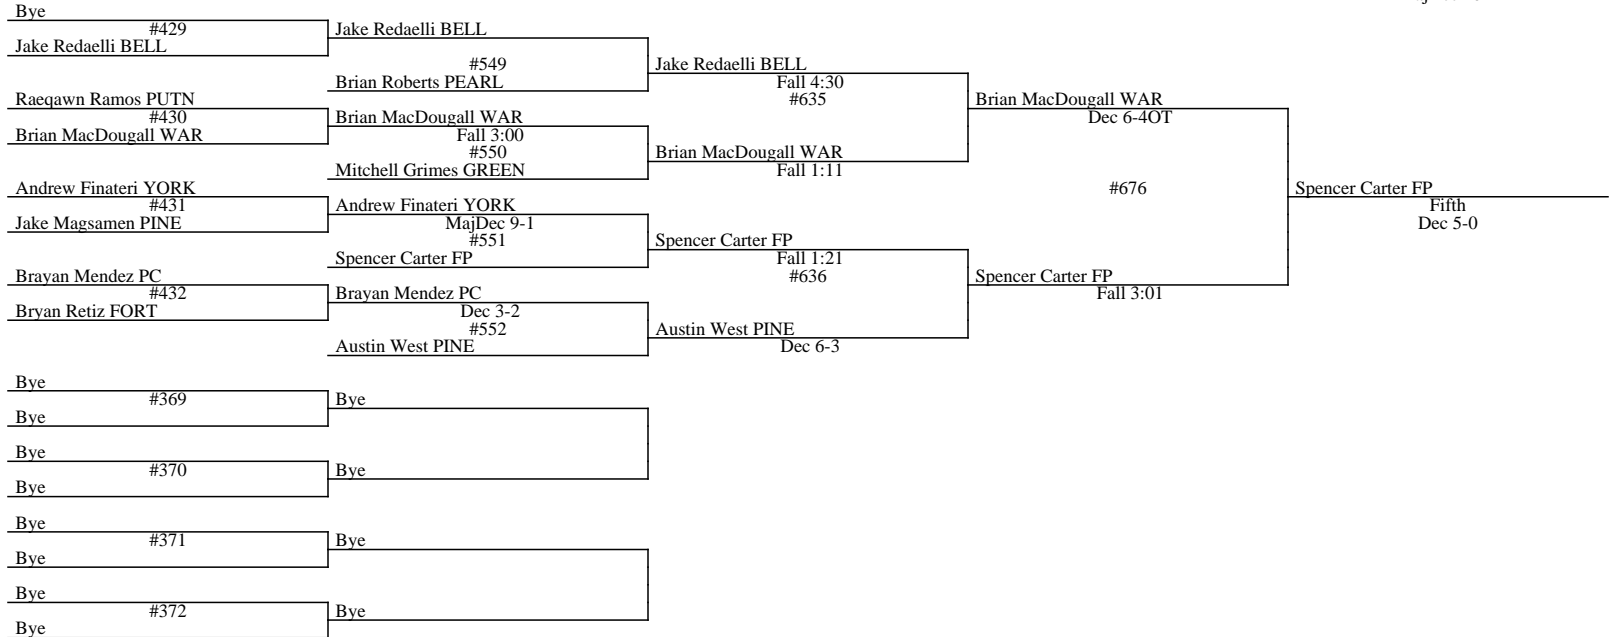 Bye
#429
Jake Redaelli BELL
Jake Redaelli BELL
#549
Brian Roberts PEARL
Jake Redaelli BELL
Fall 4:30
#635
Raeqawn Ramos PUTN
#430
Brian MacDougall WAR
Brian MacDougall WAR
Fall 3:00
#550
Mitchell Grimes GREEN
Brian MacDougall WAR
Fall 1:11
Brian MacDougall WAR
Dec 6-4OT
#676
Andrew Finateri YORK
#431
Jake Magsamen PINE
Andrew Finateri YORK
MajDec 9-1
#551
Spencer Carter FP
Spencer Carter FP
Fall 1:21
#636
Brayan Mendez PC
#432
Bryan Retiz FORT
Brayan Mendez PC
Dec 3-2
#552
Austin West PINE
Austin West PINE
Dec 6-3
Spencer Carter FP
Fall 3:01
Spencer Carter FP
Fifth
Dec 5-0
Bye
#369
Bye
Bye
Bye
#370
Bye
Bye
Bye
#371
Bye
Bye
Bye
#372
Bye
Bye